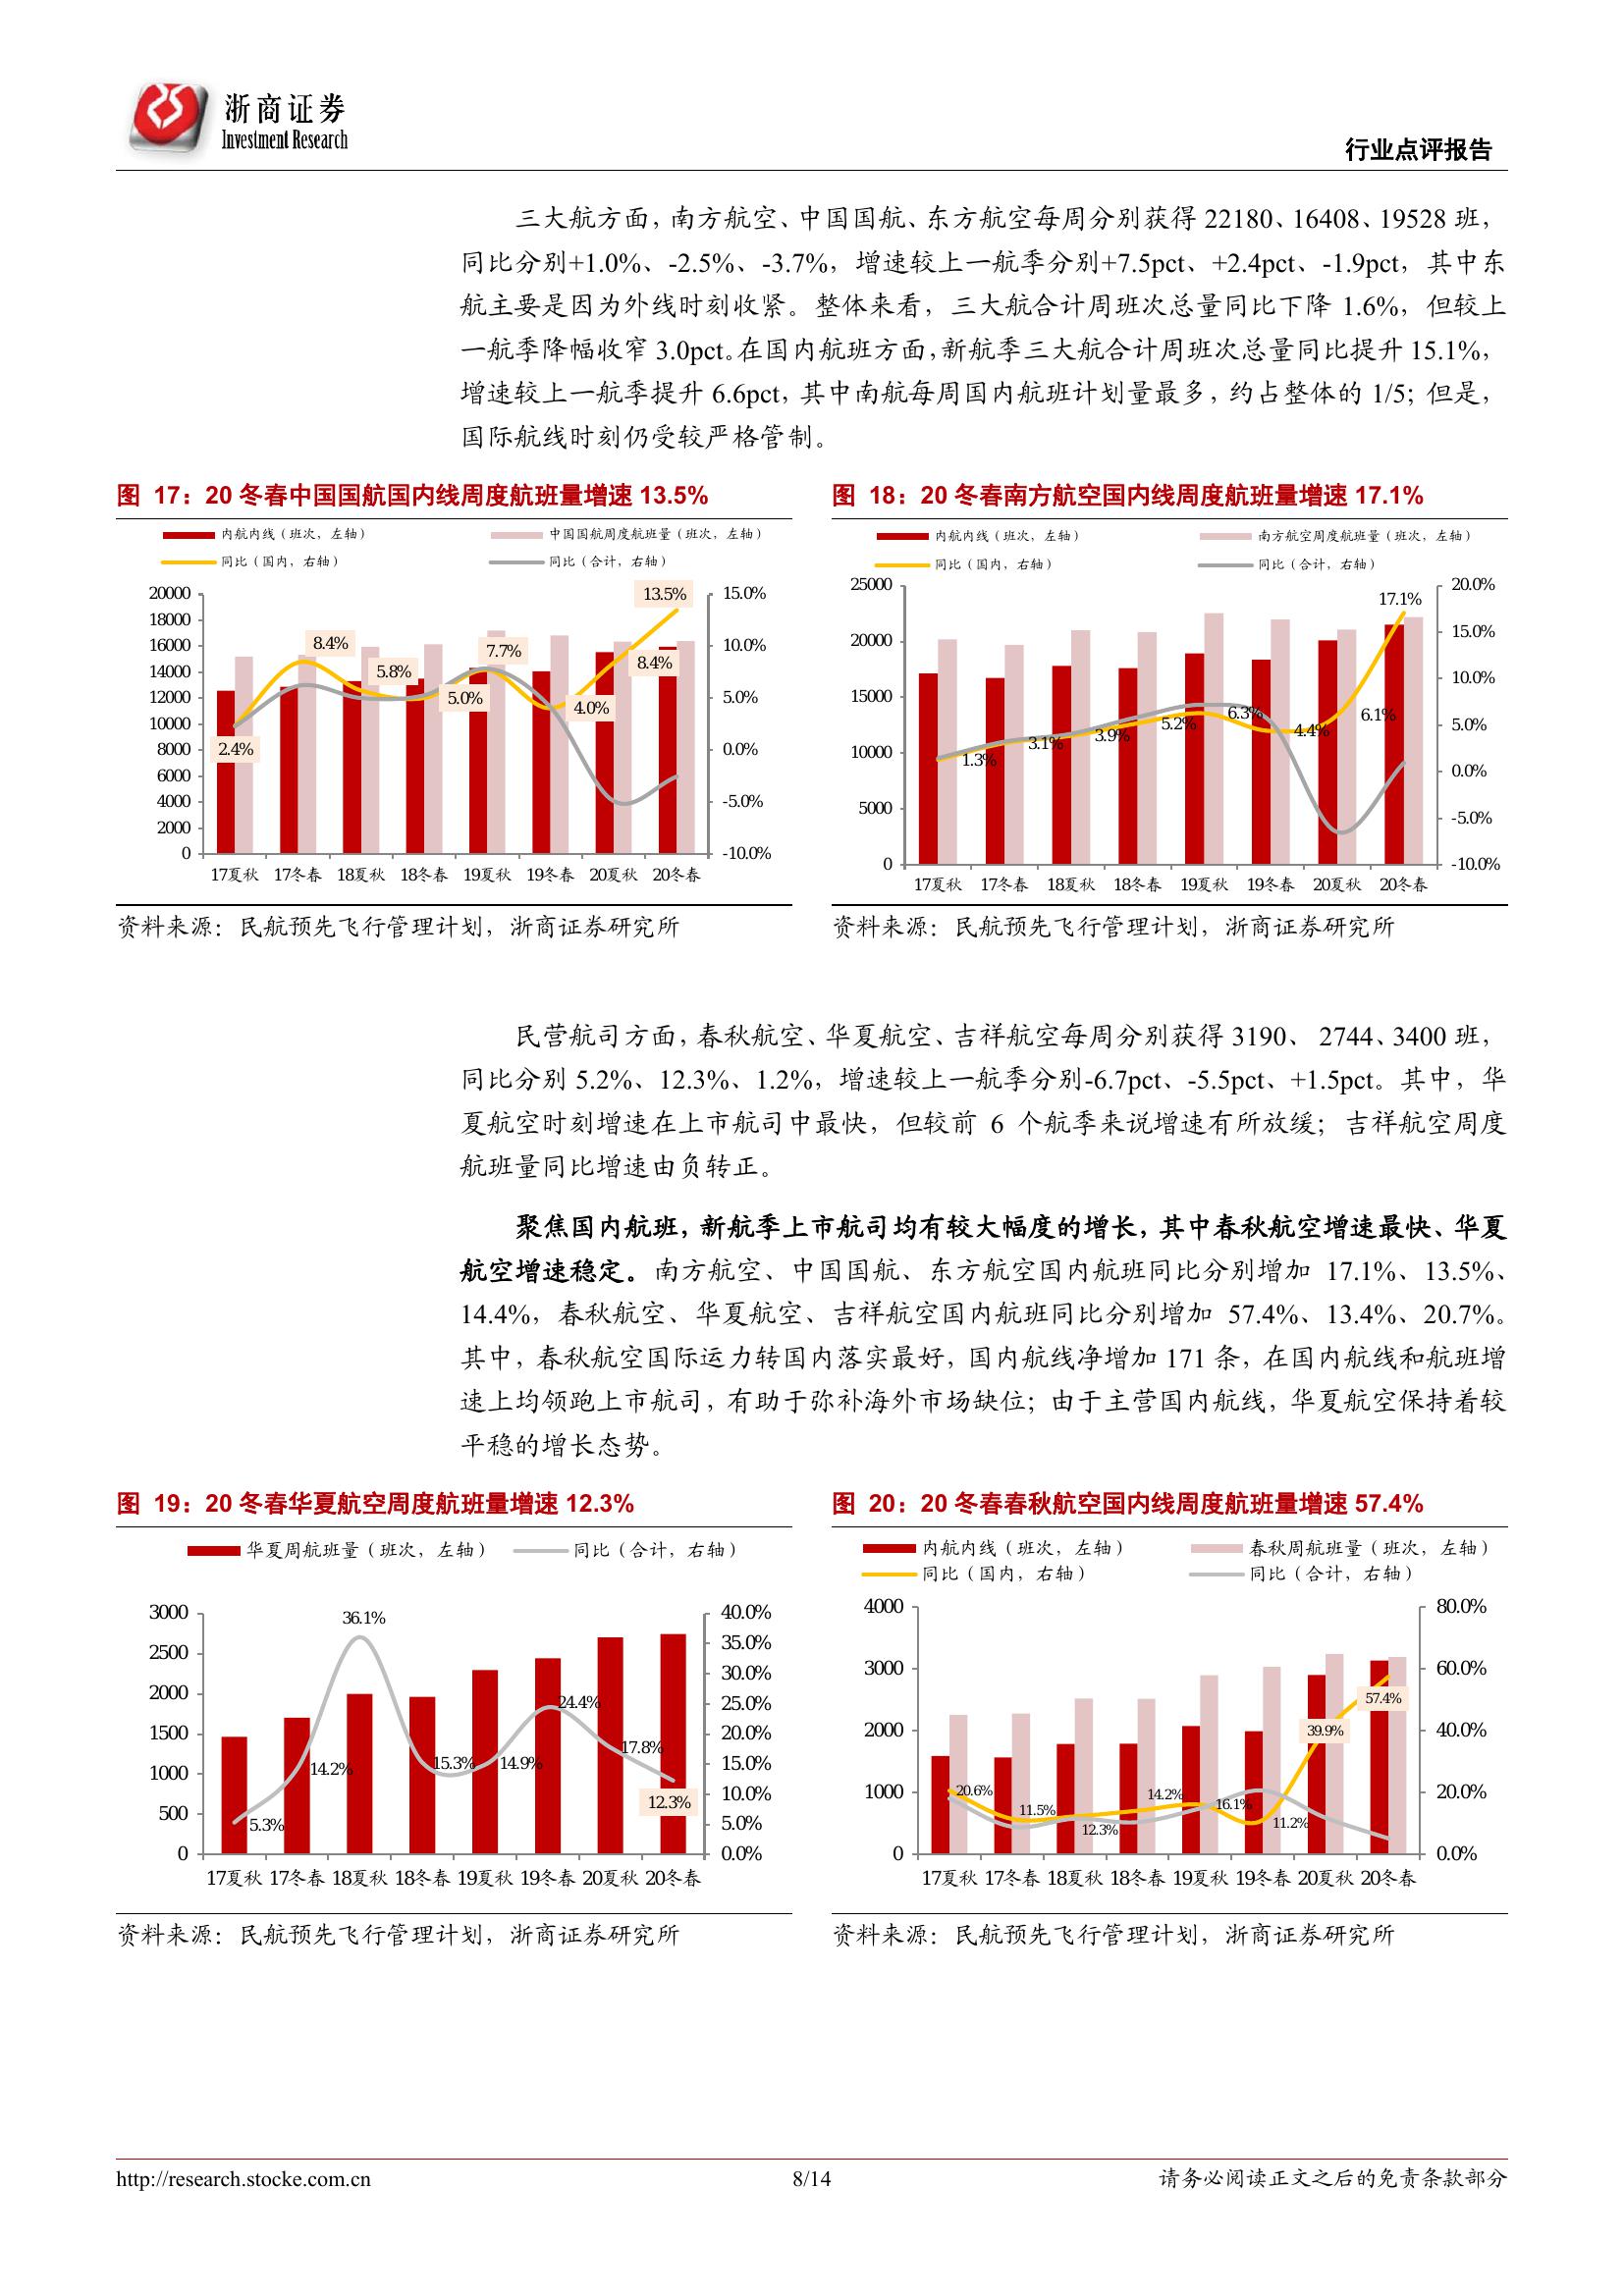 浙商证券
Investment Research
行业点评报告
三大航方面，南方航空、中国国航、东方航空每周分别获得 22180、16408、19528 班，
同比分别+1.0%、-2.5%、-3.7%，增速较上一航季分别+7.5pct、+2.4pct、-1.9pct，其中东
航主要是因为外线时刻收紧。整体来看，三大航合计周班次总量同比下降 1.6%，但较上
一航季降幅收窄 3.0pct。在国内航班方面，新航季三大航合计周班次总量同比提升 15.1%，
增速较上一航季提升 6.6pct，其中南航每周国内航班计划量最多，约占整体的 1/5；但是，
国际航线时刻仍受较严格管制。
图 17：20 冬春中国国航国内线周度航班量增速 13.5%
内航内线（班次，左轴）
中国国航周度航班量（班次，左轴）
同比（国内，右轴）
同比（合计，右轴）
20000
18000
16000
14000
12000
10000
8000
6000
4000
2000
0
15.0%
10.0%
5.0%
0.0%
-5.0%
-10.0%
2.4%
8.4%
5.8%
5.0%
7.7%
4.0%
8.4%
13.5%
17夏秋 17冬春 18夏秋 18冬春 19夏秋 19冬春 20夏秋 20冬春
资料来源：民航预先飞行管理计划，浙商证券研究所
图 18：20 冬春南方航空国内线周度航班量增速 17.1%
内航内线（班次，左轴）
南方航空周度航班量（班次，左轴）
同比（国内，右轴）
同比（合计，右轴）
25000
20000
15000
10000
5000
0
20.0%
15.0%
10.0%
5.0%
0.0%
-5.0%
-10.0%
1.3%
3.1%
3.9%
5.2%
6.3%
4.4%
6.1%
17.1%
17夏秋 17冬春 18夏秋 18冬春 19夏秋 19冬春 20夏秋 20冬春
资料来源：民航预先飞行管理计划，浙商证券研究所
民营航司方面，春秋航空、华夏航空、吉祥航空每周分别获得 3190、 2744、3400 班，
同比分别 5.2%、12.3%、1.2%，增速较上一航季分别-6.7pct、-5.5pct、+1.5pct。其中，华
夏航空时刻增速在上市航司中最快，但较前 6 个航季来说增速有所放缓；吉祥航空周度
航班量同比增速由负转正。
聚焦国内航班，新航季上市航司均有较大幅度的增长，其中春秋航空增速最快、华夏
航空增速稳定。南方航空、中国国航、东方航空国内航班同比分别增加 17.1%、13.5%、
14.4%，春秋航空、华夏航空、吉祥航空国内航班同比分别增加 57.4%、13.4%、20.7%。
其中，春秋航空国际运力转国内落实最好，国内航线净增加 171 条，在国内航线和航班增
速上均领跑上市航司，有助于弥补海外市场缺位；由于主营国内航线，华夏航空保持着较
平稳的增长态势。
图 19：20 冬春华夏航空周度航班量增速 12.3%
华夏周航班量（班次，左轴）
同比（合计，右轴）
3000
2500
2000
1500
1000
500
0
40.0%
35.0%
30.0%
25.0%
20.0%
15.0%
10.0%
5.0%
0.0%
5.3%
14.2%
36.1%
15.3%
14.9%
24.4%
17.8%
12.3%
17夏秋 17冬春 18夏秋 18冬春 19夏秋 19冬春 20夏秋 20冬春
资料来源：民航预先飞行管理计划，浙商证券研究所
图 20：20 冬春春秋航空国内线周度航班量增速 57.4%
内航内线（班次，左轴）
春秋周航班量（班次，左轴）
同比（国内，右轴）
同比（合计，右轴）
4000
3000
2000
1000
0
80.0%
60.0%
40.0%
20.0%
0.0%
20.6%
11.5%
12.3%
14.2%
16.1%
11.2%
39.9%
57.4%
17夏秋 17冬春 18夏秋 18冬春 19夏秋 19冬春 20夏秋 20冬春
资料来源：民航预先飞行管理计划，浙商证券研究所
http://research.stocke.com.cn
8/14
请务必阅读正文之后的免责条款部分